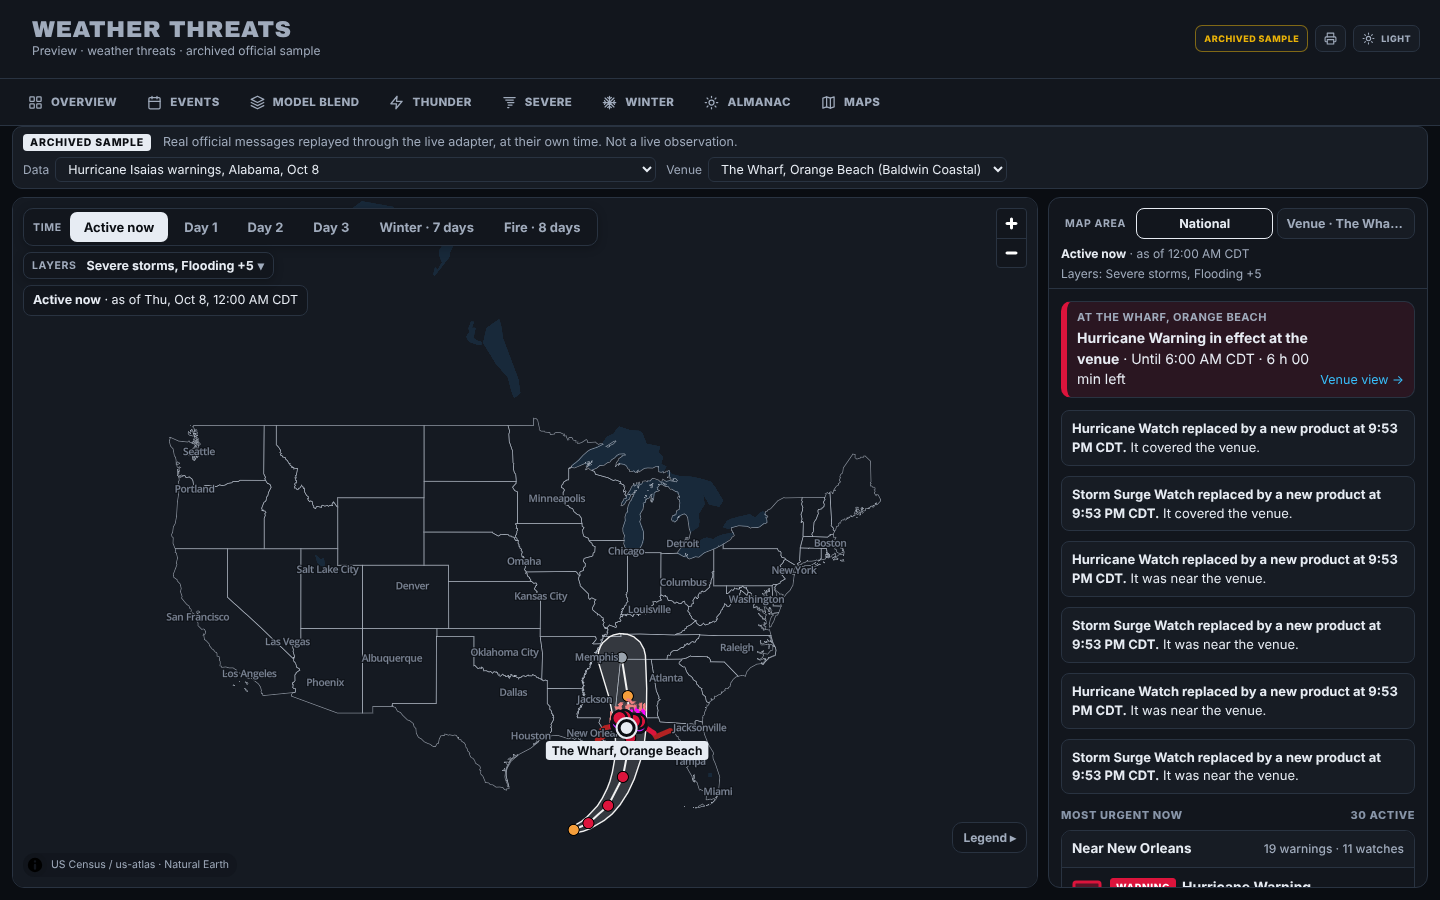 WEATHER THREATS
Preview · weather threats · archived official sample
ARCHIVED SAMPLE
LIGHT
OVERVIEW
EVENTS
MODEL BLEND
THUNDER
SEVERE
WINTER
ALMANAC
MAPS
ARCHIVED SAMPLE Real official messages replayed through the live adapter, at their own time. Not a live observation.
Data Hurricane Isaias warnings, Alabama, Oct 8 Venue The Wharf, Orange Beach (Baldwin Coastal)
TIME Active now Day 1 Day 2 Day 3 Winter · 7 days Fire · 8 days
LAYERS Severe storms, Flooding +5 ▾
Active now · as of Thu, Oct 8, 12:00 AM CDT
+
−
Seattle
Portland
Minneapolis
Boston
Detroit
Chicago
Omaha
Salt Lake City
New York
Denver
Columbus
Kansas City
Washington
Louisville
San Francisco
Las Vegas
Raleigh
Oklahoma City
Memphis
Albuquerque
Los Angeles
Atlanta
Phoenix
Dallas
Jackson
Jacksonville
New Orlea
Houston
The Wharf, Orange Beach
Tampa
Miami
Legend ▸
US Census / us-atlas · Natural Earth
MAP AREA National Venue · The Wha...
Active now · as of 12:00 AM CDT
Layers: Severe storms, Flooding +5
AT THE WHARF, ORANGE BEACH
Hurricane Warning in effect at the
venue · Until 6:00 AM CDT · 6 h 00
min left
Venue view →
Hurricane Watch replaced by a new product at 9:53
PM CDT. It covered the venue.
Storm Surge Watch replaced by a new product at
9:53 PM CDT. It covered the venue.
Hurricane Watch replaced by a new product at 9:53
PM CDT. It was near the venue.
Storm Surge Watch replaced by a new product at
9:53 PM CDT. It was near the venue.
Hurricane Watch replaced by a new product at 9:53
PM CDT. It was near the venue.
Storm Surge Watch replaced by a new product at
9:53 PM CDT. It was near the venue.
MOST URGENT NOW 30 ACTIVE
Near New Orleans 19 warnings · 11 watches
WARNING Hurricane Warning